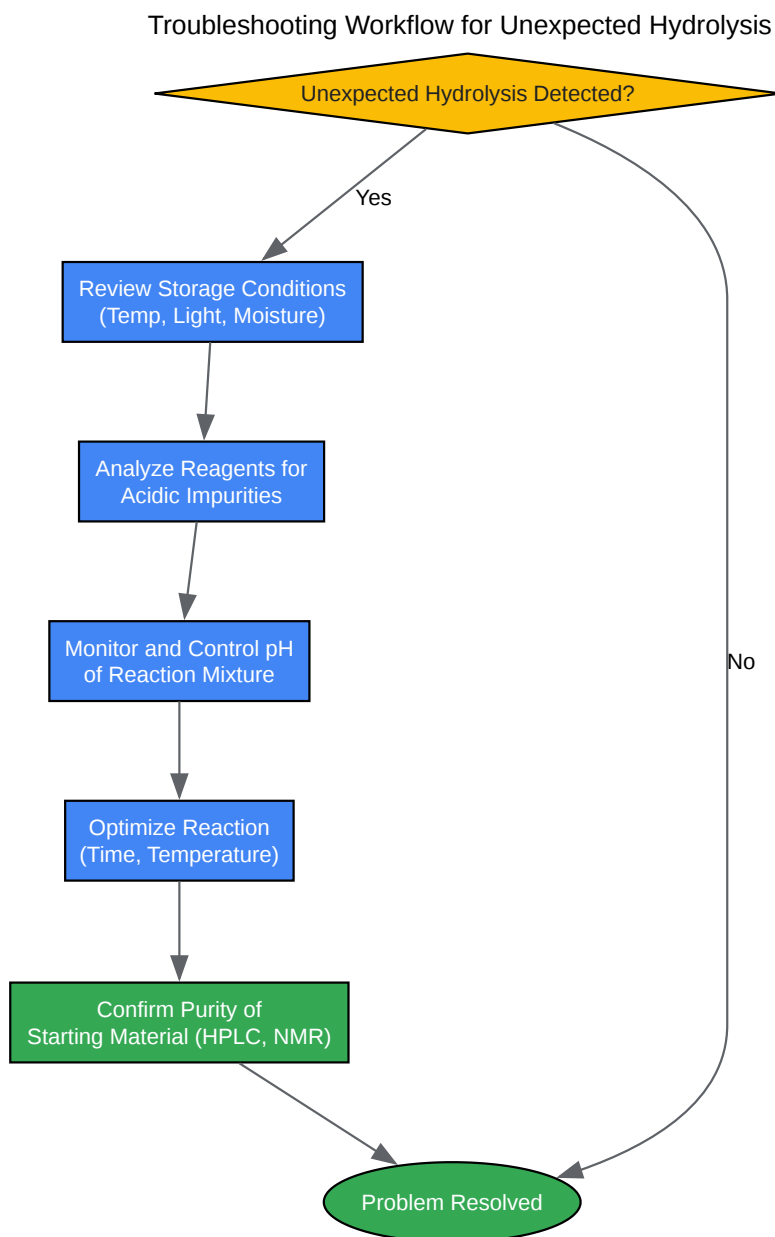 Troubleshooting Workflow for Unexpected Hydrolysis
Unexpected Hydrolysis Detected?
Yes
Review Storage Conditions
(Temp, Light, Moisture)
Analyze Reagents for
Acidic Impurities
Monitor and Control pH
of Reaction Mixture
No
Optimize Reaction
(Time, Temperature)
Confirm Purity of
Starting Material (HPLC, NMR)
Problem Resolved